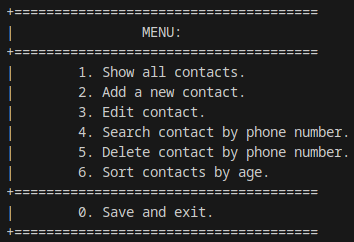 +======================================
|                MENU:
+======================================
|        1. Show all contacts.
|        2. Add a new contact.
|        3. Edit contact.
|        4. Search contact by phone number.
|        5. Delete contact by phone number.
|        6. Sort contacts by age.
+======================================
|        0. Save and exit.
+======================================